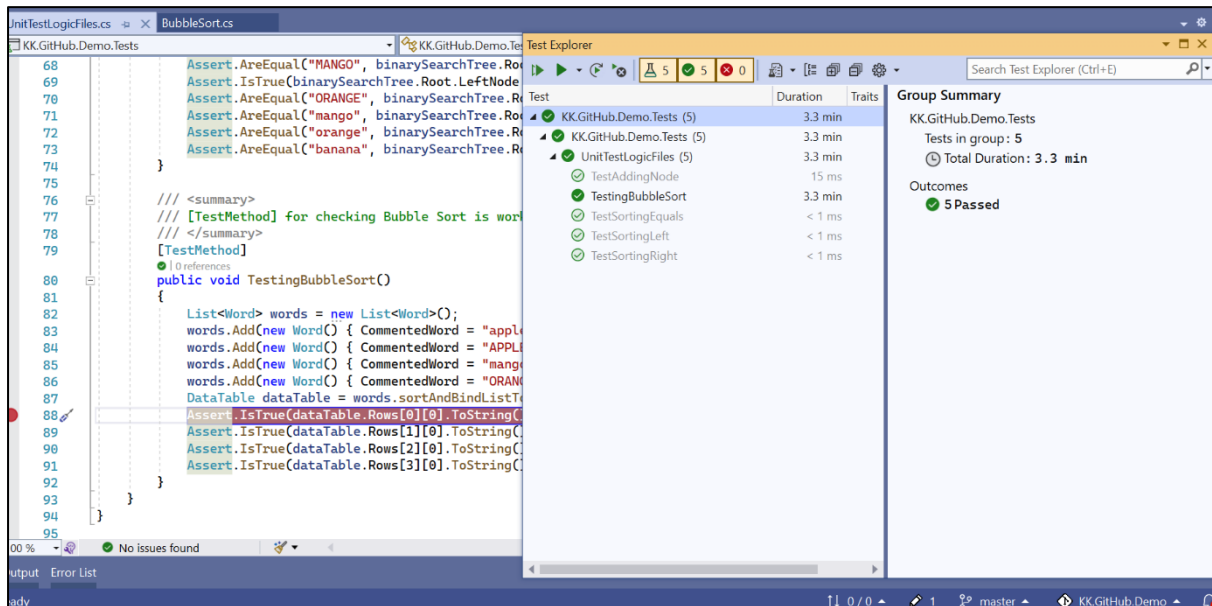 UnitTestLogicFiles.cs BubbleSort.cs
KK.GitHub.Demo.Tests KK.GitHub.Demo.Te
68 Assert.AreEqual("MANGO", binarySearchTree.Roo
69 Assert.IsTrue(binarySearchTree.Root.LeftNode
70 Assert.AreEqual("ORANGE", binarySearchTree.R
71 Assert.AreEqual("mango", binarySearchTree.Roo
72 Assert.AreEqual("orange", binarySearchTree.Ro
73 Assert.AreEqual("banana", binarySearchTree.Ro
74 }
75
76 /// <summary>
77 /// [TestMethod] for checking Bubble Sort is wor
78 /// </summary>
79 [TestMethod]
0 references
80 public void TestingBubbleSort()
81 {
82 List<Word> words = new List<Word>();
83 words.Add(new Word() { CommentedWord = "appl
84 words.Add(new Word() { CommentedWord = "APPL
85 words.Add(new Word() { CommentedWord = "mang
86 words.Add(new Word() { CommentedWord = "ORAN
87 DataTable dataTable = words.sortAndBindListTo
88 Assert.IsTrue(dataTable.Rows[0][0].ToString(
89 Assert.IsTrue(dataTable.Rows[1][0].ToString(
90 Assert.IsTrue(dataTable.Rows[2][0].ToString(
91 Assert.IsTrue(dataTable.Rows[3][0].ToString(
92 }
93 }
94 }
95
00 % No issues found
utput Error List
eady
Test Explorer
5 5 0 Search Test Explorer (Ctrl+E)
Test Duration Traits
KK.GitHub.Demo.Tests (5) 3.3 min
KK.GitHub.Demo.Tests (5) 3.3 min
UnitTestLogicFiles (5) 3.3 min
TestAddingNode 15 ms
TestingBubbleSort 3.3 min
TestSortingEquals < 1 ms
TestSortingLeft < 1 ms
TestSortingRight < 1 ms
Group Summary
KK.GitHub.Demo.Tests
Tests in group: 5
Total Duration: 3.3 min
Outcomes
5 Passed
0 / 0 1 master KK.GitHub.Demo